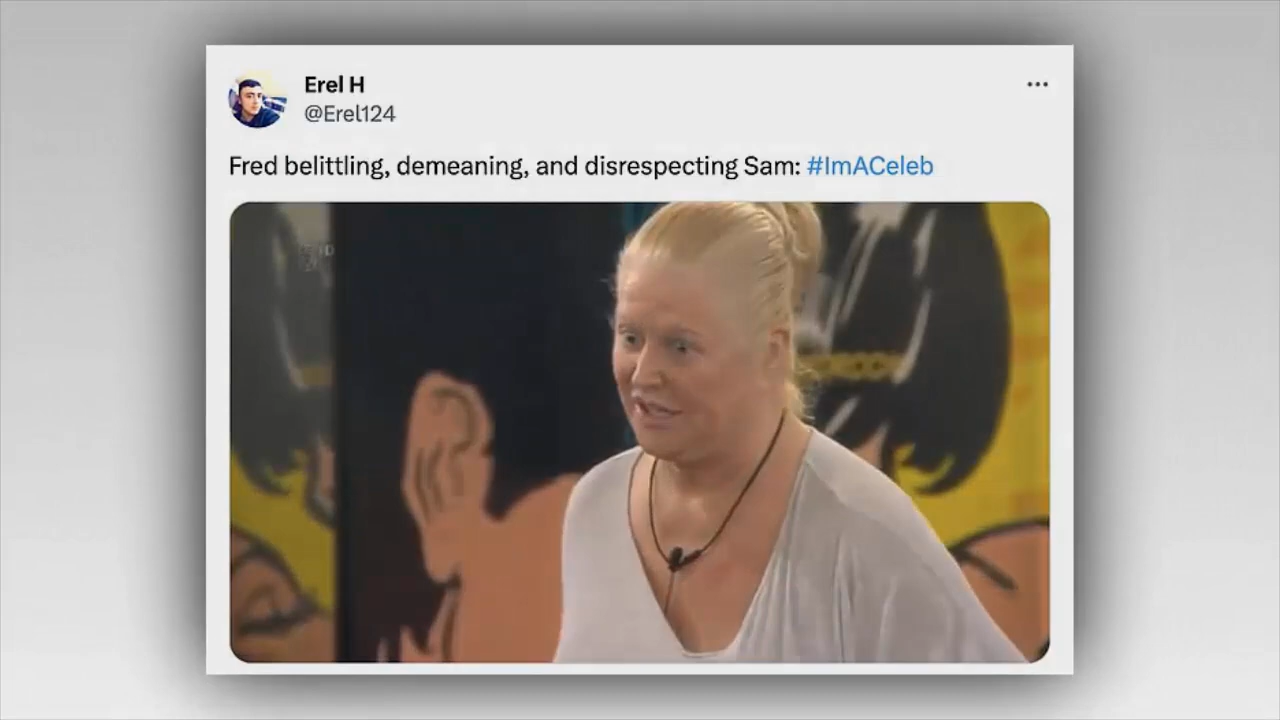 Erel H
@Erel124
Fred belittling, demeaning, and disrespecting Sam: #ImACeleb